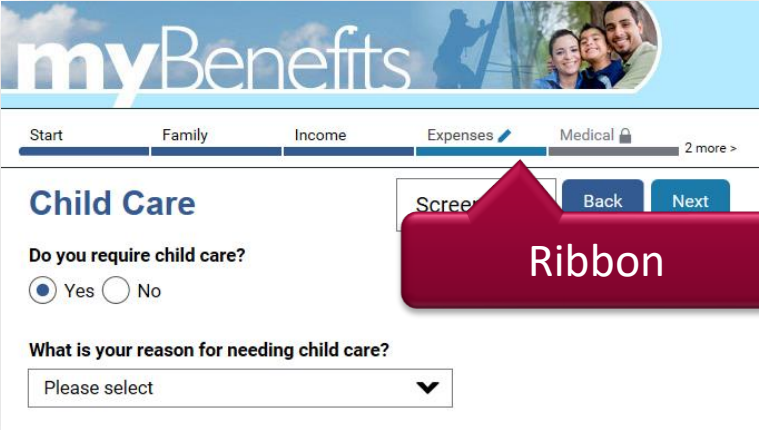 myBenefits
Start Family Income Expenses Medical 2 more >
Child Care
Back Next
Ribbon
Do you require child care?
Yes No
What is your reason for needing child care?
Please select